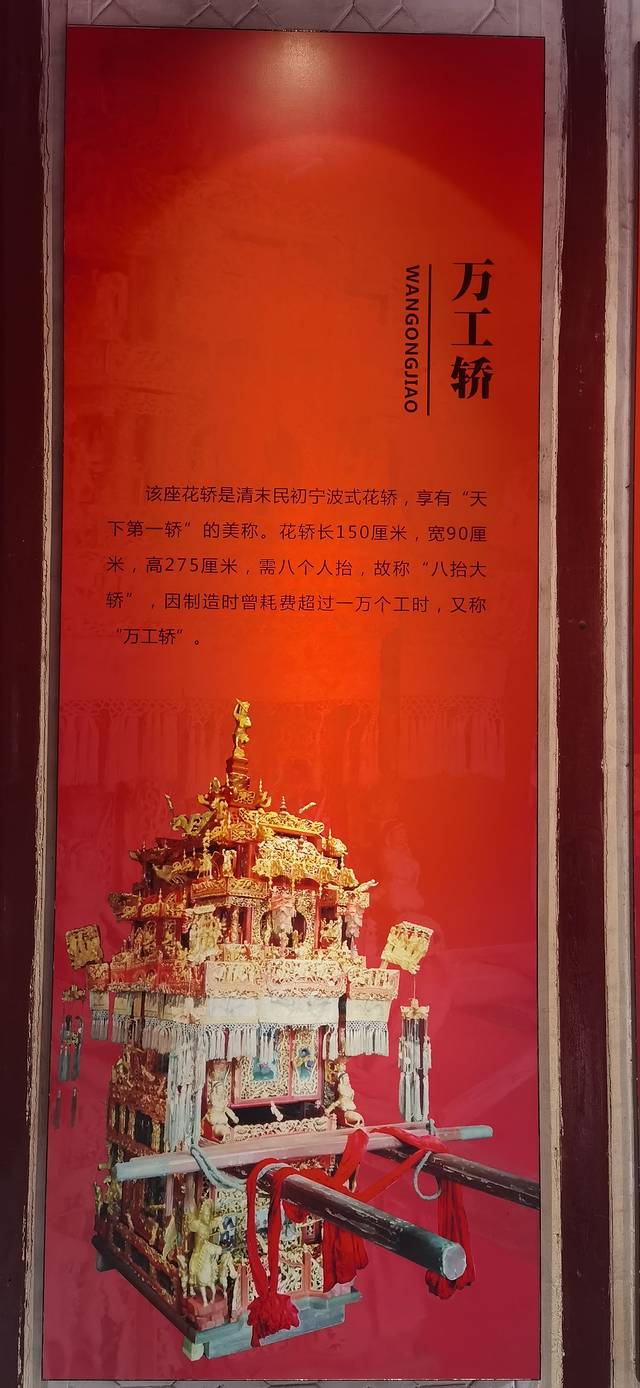 万工轿
WANGONGJIAO
该座花轿是清末民初宁波式花轿，享有“天
下第一轿”的美称。花轿长150厘米，宽90厘
米，高275厘米，需八个人抬，故称“八抬大
轿”，因制造时曾耗费超过一万个工时，又称
“万工轿”。